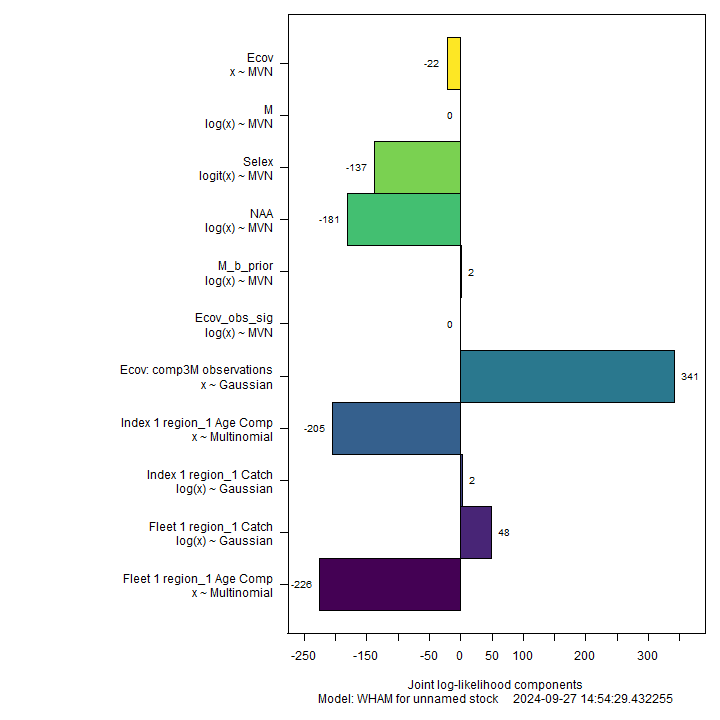 Ecov
x ~ MVN
-22
M
log(x) ~ MVN
0
Selex
logit(x) ~ MVN
-137
NAA
log(x) ~ MVN
-181
M_b_prior
log(x) ~ MVN
2
Ecov_obs_sig
log(x) ~ MVN
0
Ecov: comp3M observations
x ~ Gaussian
341
Index 1 region_1 Age Comp
x ~ Multinomial
-205
Index 1 region_1 Catch
log(x) ~ Gaussian
2
Fleet 1 region_1 Catch
log(x) ~ Gaussian
48
Fleet 1 region_1 Age Comp
x ~ Multinomial
-226
-250 -150 -50 0 50 100 200 300
Joint log-likelihood components
Model: WHAM for unnamed stock 2024-09-27 14:54:29.432255